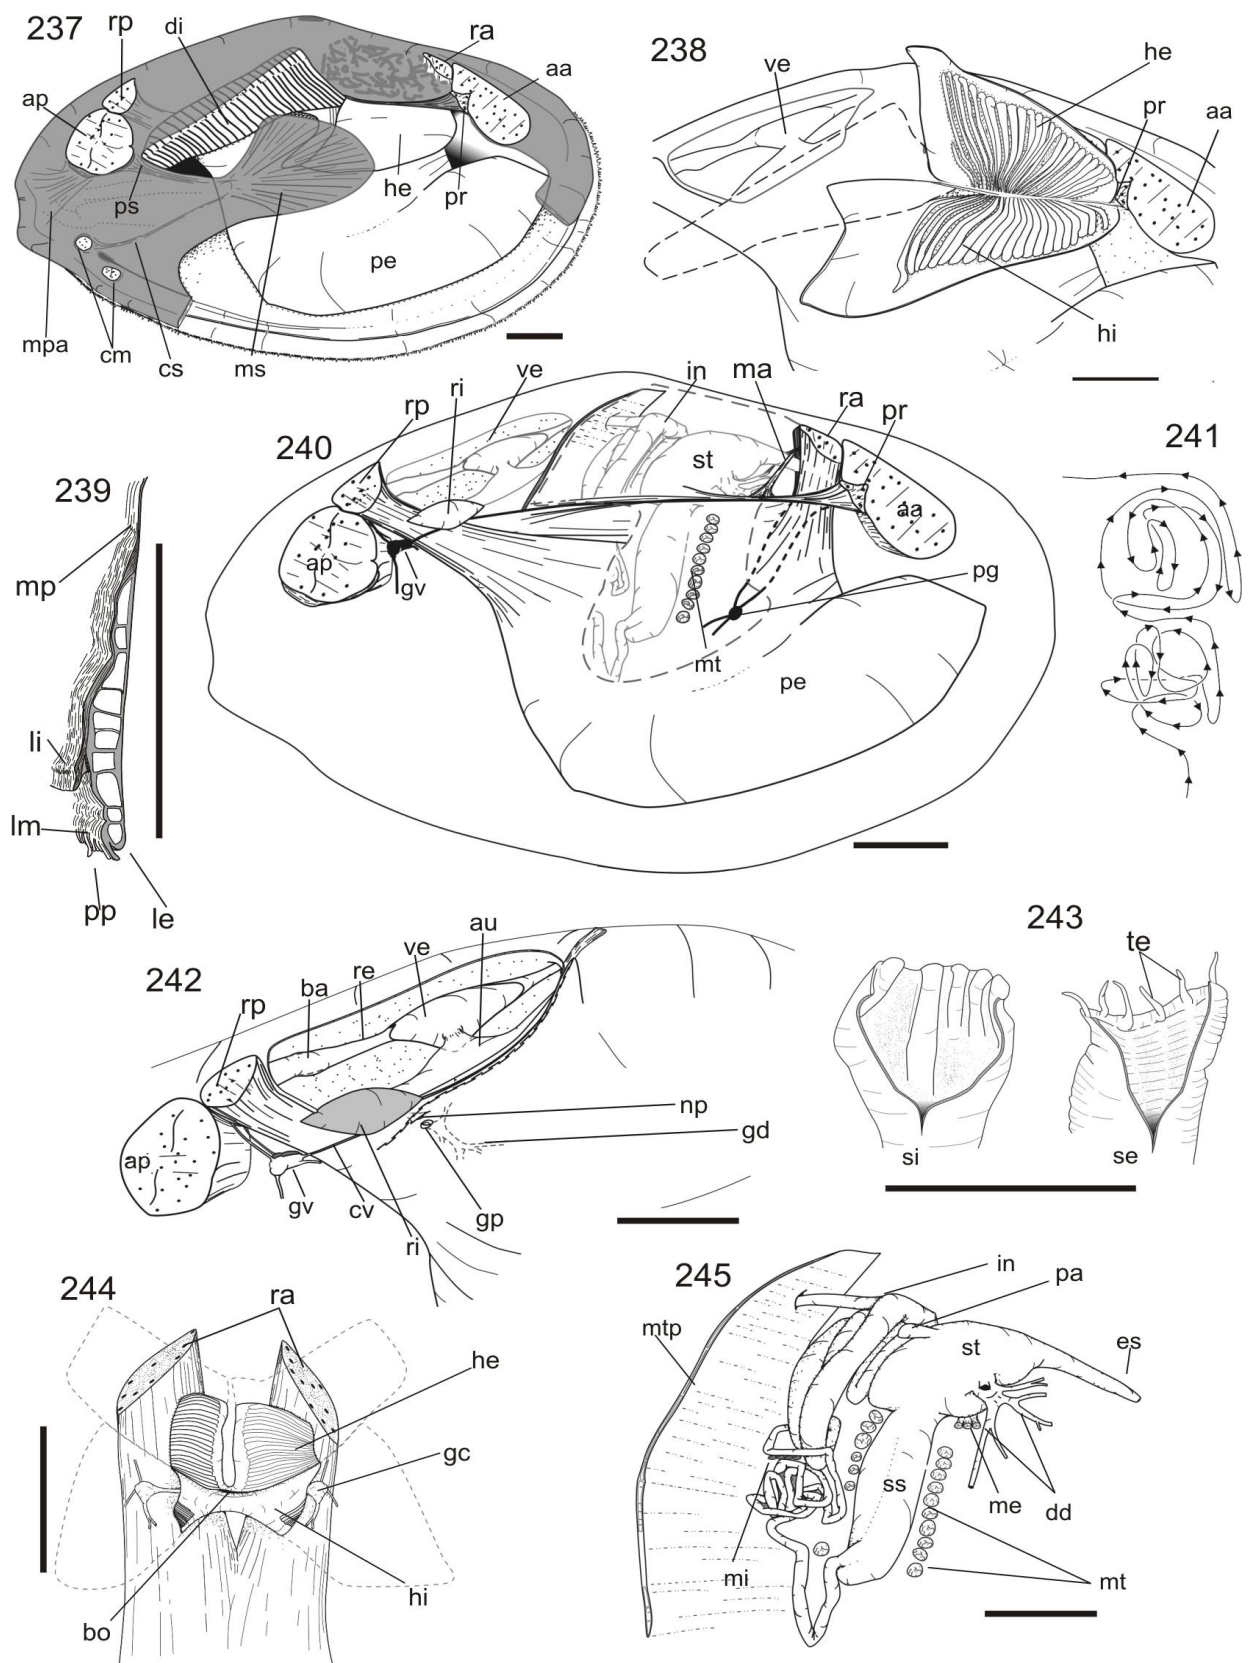 237
rp
di
ra
aa
ap
he
pr
ps
pe
mpa
cm
cs
ms
238
ve
he
pr
aa
hi
239
mp
li
lm
pp
le
240
rp
ri
ve
in
ma
ra
pr
st
aa
ap
gv
pg
mt
pe
241
242
rp
ba
re
ve
au
ap
np
gd
gv
cv
ri
gp
243
te
si
se
244
ra
he
gc
hi
bo
245
in
pa
mtp
st
es
ss
me
dd
mi
mt